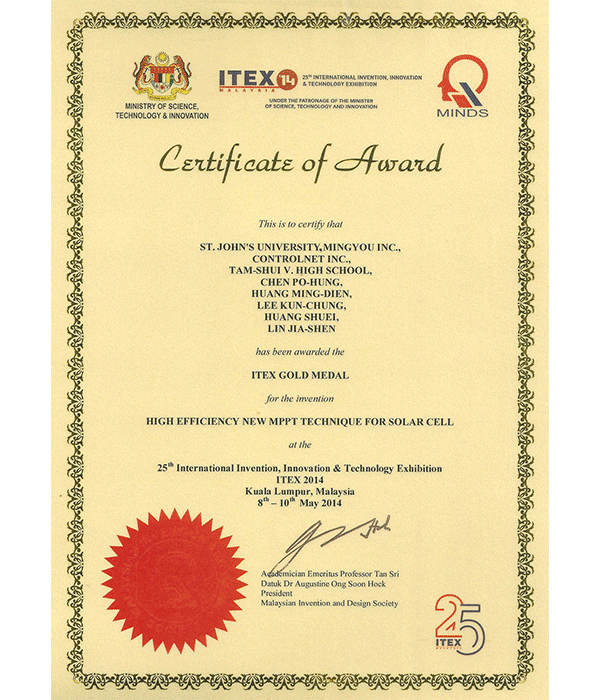 MINISTRY OF SCIENCE,
TECHNOLOGY & INNOVATION
ITEX 14
MALAYSIA
25th INTERNATIONAL INVENTION, INNOVATION
& TECHNOLOGY EXHIBITION
UNDER THE PATRONAGE OF THE MINISTER
OF SCIENCE, TECHNOLOGY AND INNOVATION
MINDS
Certificate of Award
This is to certify that
ST. JOHN'S UNIVERSITY,MINGYOU INC.,
CONTROLNET INC.,
TAM-SHUI V. HIGH SCHOOL,
CHEN PO-HUNG,
HUANG MING-DIEN,
LEE KUN-CHUNG,
HUANG SHUEI,
LIN JIA-SHEN
has been awarded the
ITEX GOLD MEDAL
for the invention
HIGH EFFICIENCY NEW MPPT TECHNIQUE FOR SOLAR CELL
at the
25th International Invention, Innovation & Technology Exhibition
ITEX 2014
Kuala Lumpur, Malaysia
8th – 10th May 2014
Academician Emeritus Professor Tan Sri
Datuk Dr Augustine Ong Soon Hock
President
Malaysian Invention and Design Society
25
ITEX
MALAYSIA